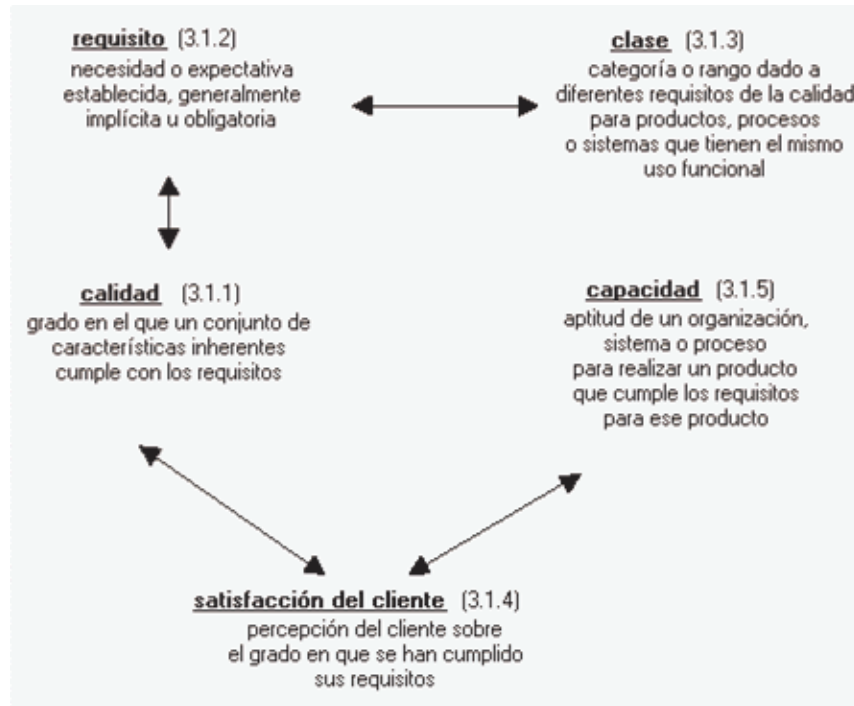 requisito (3.1.2)
necesidad o expectativa
establecida, generalmente
implícita u obligatoria
clase (3.1.3)
categoría o rango dado a
diferentes requisitos de la calidad
para productos, procesos
o sistemas que tienen el mismo
uso funcional
calidad (3.1.1)
grado en el que un conjunto de
características inherentes
cumple con los requisitos
capacidad (3.1.5)
aptitud de un organización,
sistema o proceso
para realizar un producto
que cumple los requisitos
para ese producto
satisfacción del cliente (3.1.4)
percepción del cliente sobre
el grado en que se han cumplido
sus requisitos